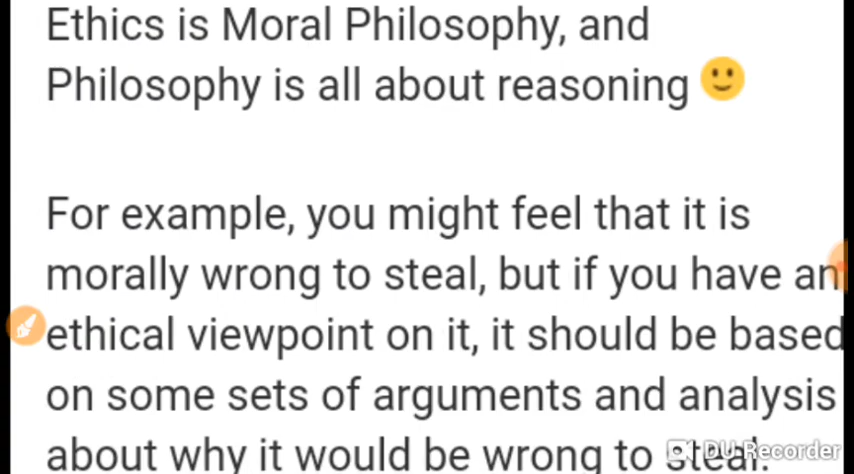 Ethics is Moral Philosophy, and
Philosophy is all about reasoning 🙂
For example, you might feel that it is
morally wrong to steal, but if you have an
ethical viewpoint on it, it should be based
on some sets of arguments and analysis
about why it would be wrong to steal.
DU Recorder